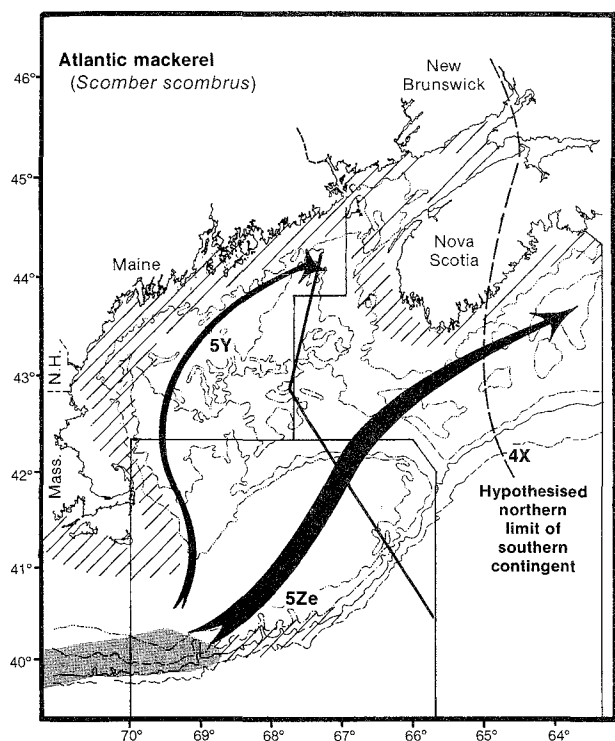 Atlantic mackerel
(Scomber scombrus)
New
Brunswick
46°
45°
44°
43°
42°
41°
40°
Maine
Nova
Scotia
N.H.
Mass.
5Y
4X
5Ze
Hypothesised
northern
limit of
southern
contingent
70° 69° 68° 67° 66° 65° 64°